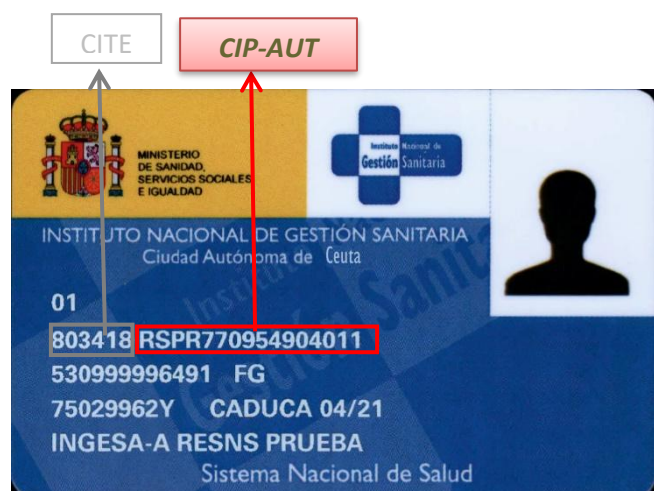 CITE
CIP-AUT
MINISTERIO
DE SANIDAD,
SERVICIOS SOCIALES
E IGUALDAD
Instituto Nacional de
Gestión Sanitaria
INSTITUTO NACIONAL DE GESTIÓN SANITARIA
Ciudad Autónoma de Ceuta
01
803418 RSPR770954904011
530999996491 FG
75029962Y CADUCA 04/21
INGESA-A RESNS PRUEBA
Sistema Nacional de Salud